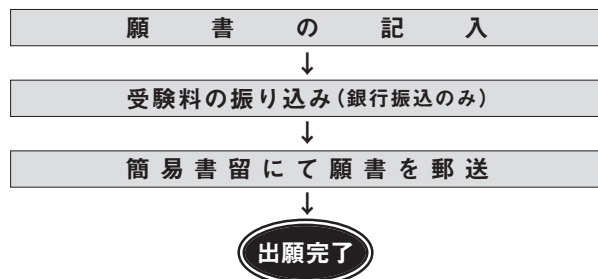 願書の記入
↓
受験料の振り込み(銀行振込のみ)
↓
簡易書留にて願書を郵送
↓
出願完了